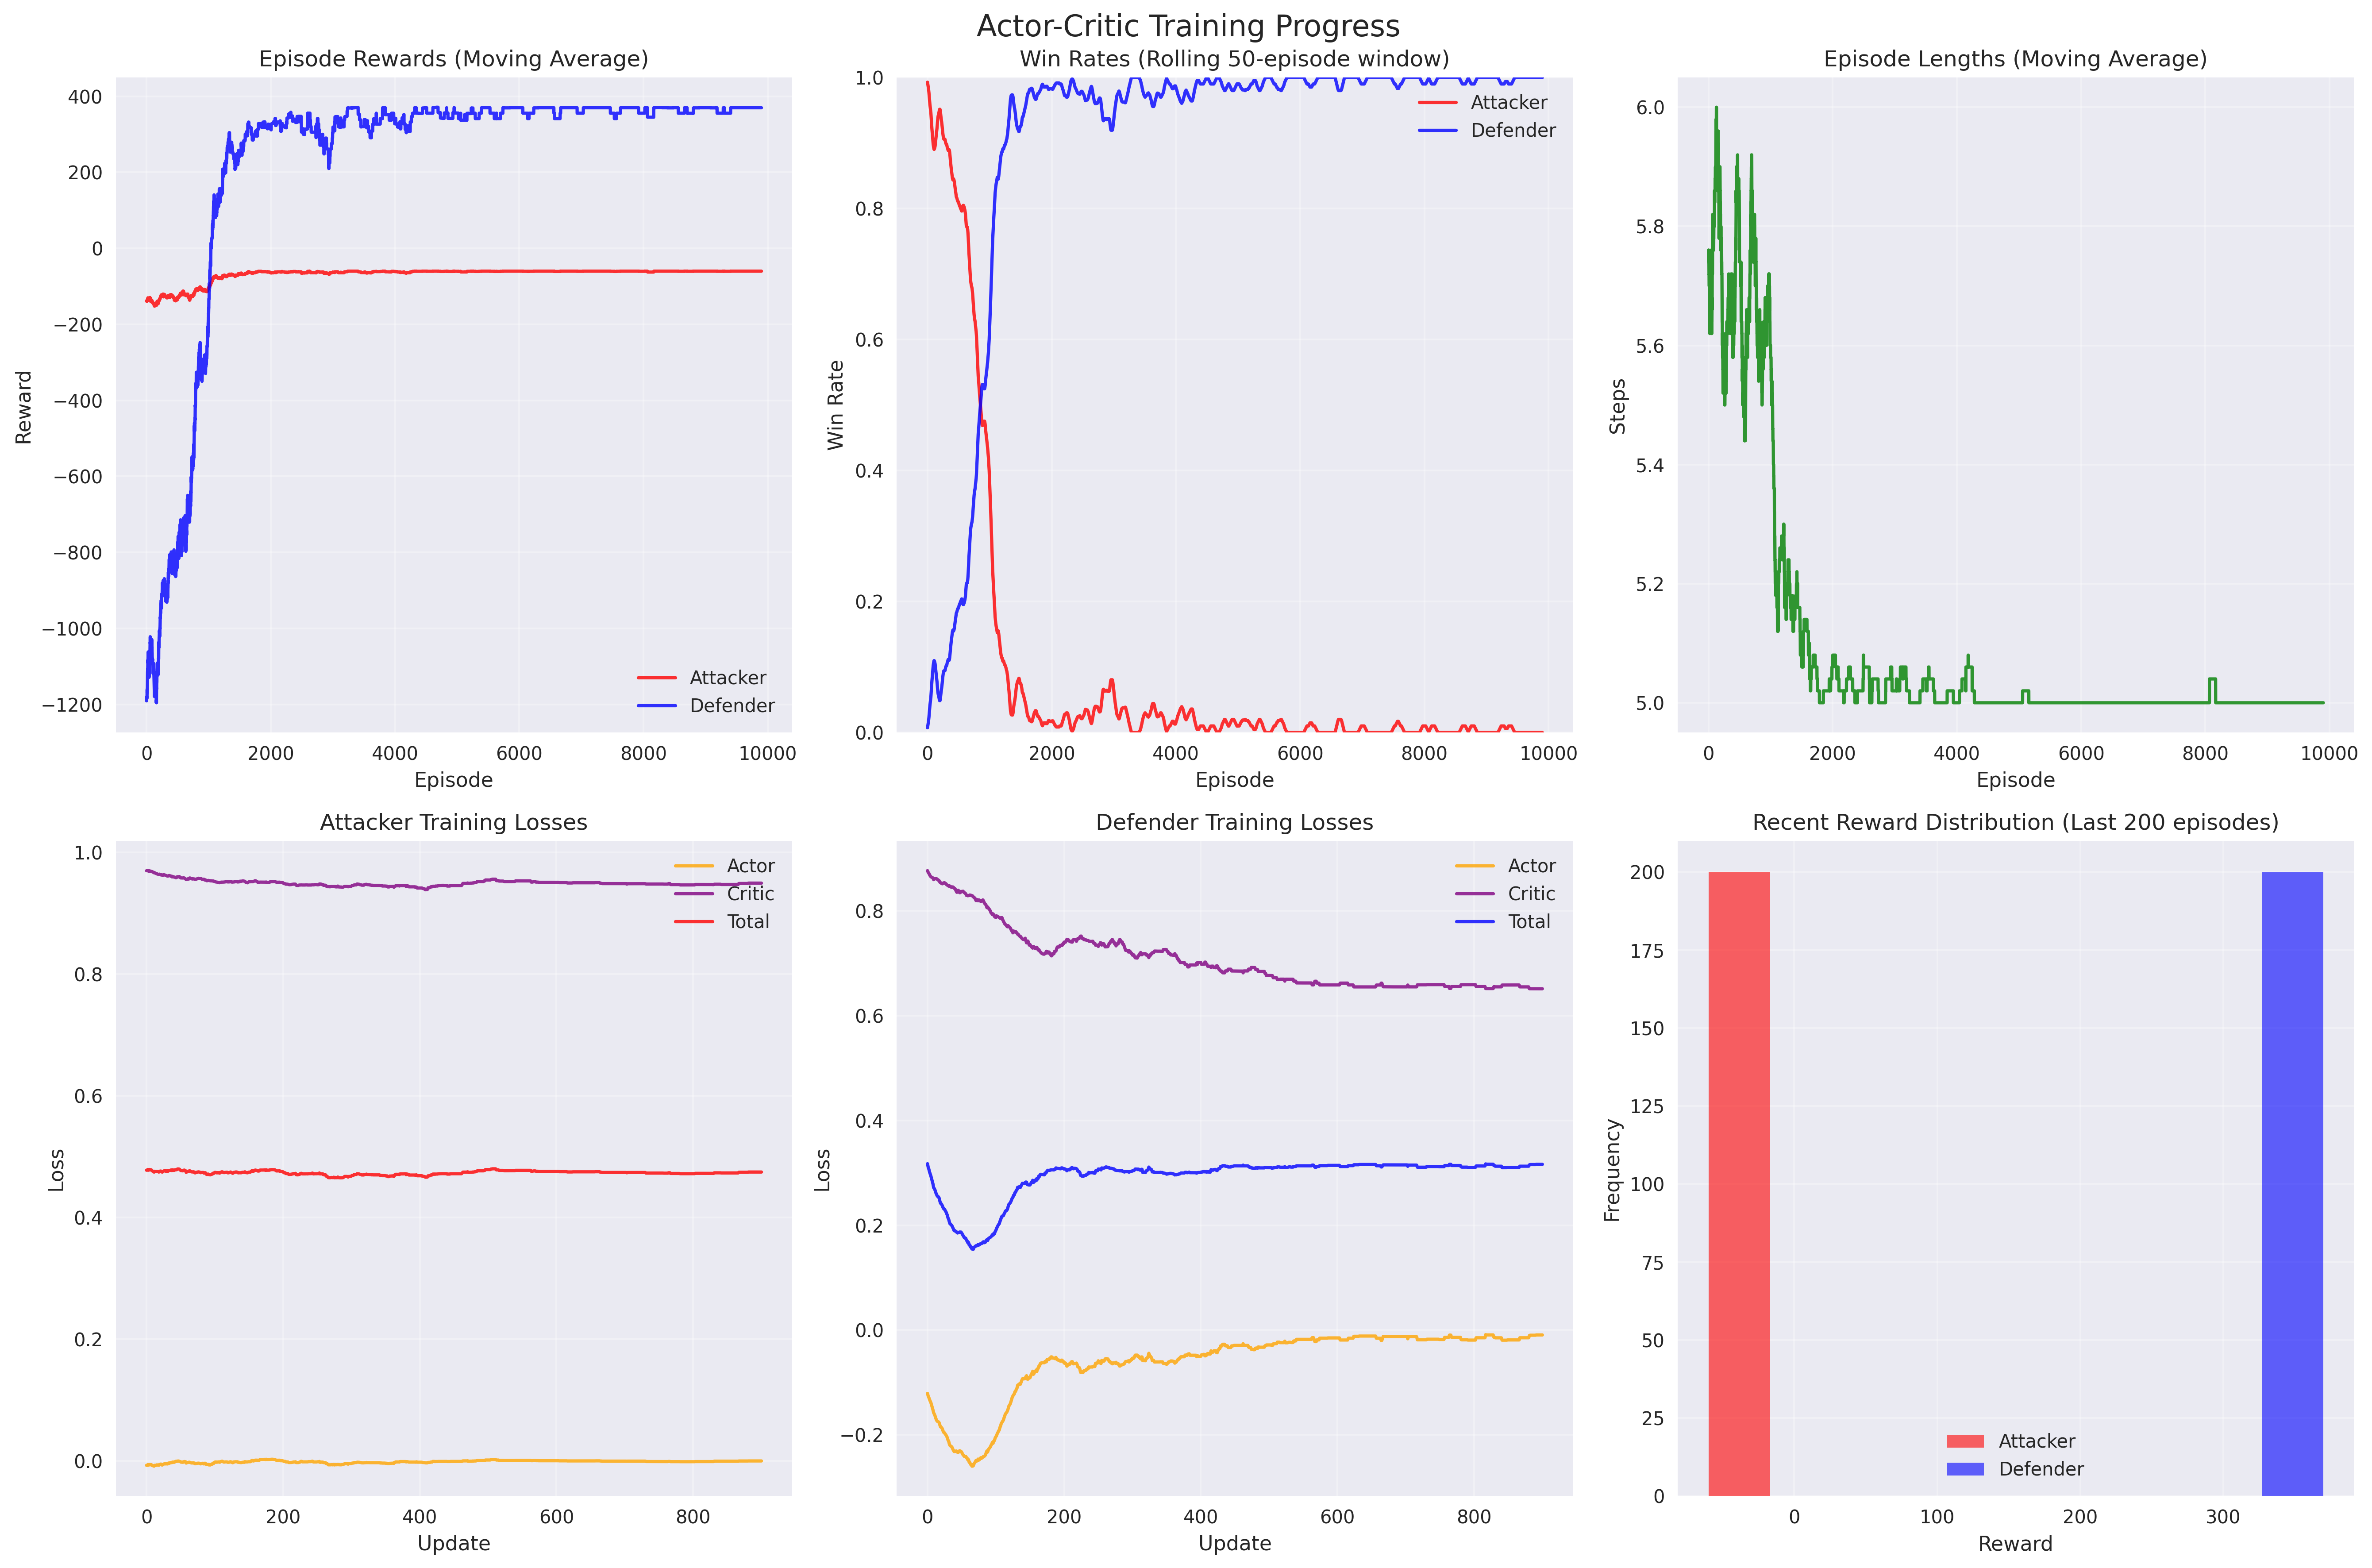 Actor-Critic Training Progress
Episode Rewards (Moving Average)
400
200
0
−200
−400
−600
−800
−1000
−1200
Reward
Attacker
Defender
0 2000 4000 6000 8000 10000
Episode
Win Rates (Rolling 50-episode window)
1.0
0.8
0.6
0.4
0.2
0.0
Win Rate
Attacker
Defender
0 2000 4000 6000 8000 10000
Episode
Episode Lengths (Moving Average)
6.0
5.8
5.6
5.4
5.2
5.0
Steps
0 2000 4000 6000 8000 10000
Episode
Attacker Training Losses
1.0
0.8
0.6
0.4
0.2
0.0
Loss
Actor
Critic
Total
0 200 400 600 800
Update
Defender Training Losses
0.8
0.6
0.4
0.2
0.0
−0.2
Loss
Actor
Critic
Total
0 200 400 600 800
Update
Recent Reward Distribution (Last 200 episodes)
200
175
150
125
100
75
50
25
0
Frequency
Attacker
Defender
0 100 200 300
Reward